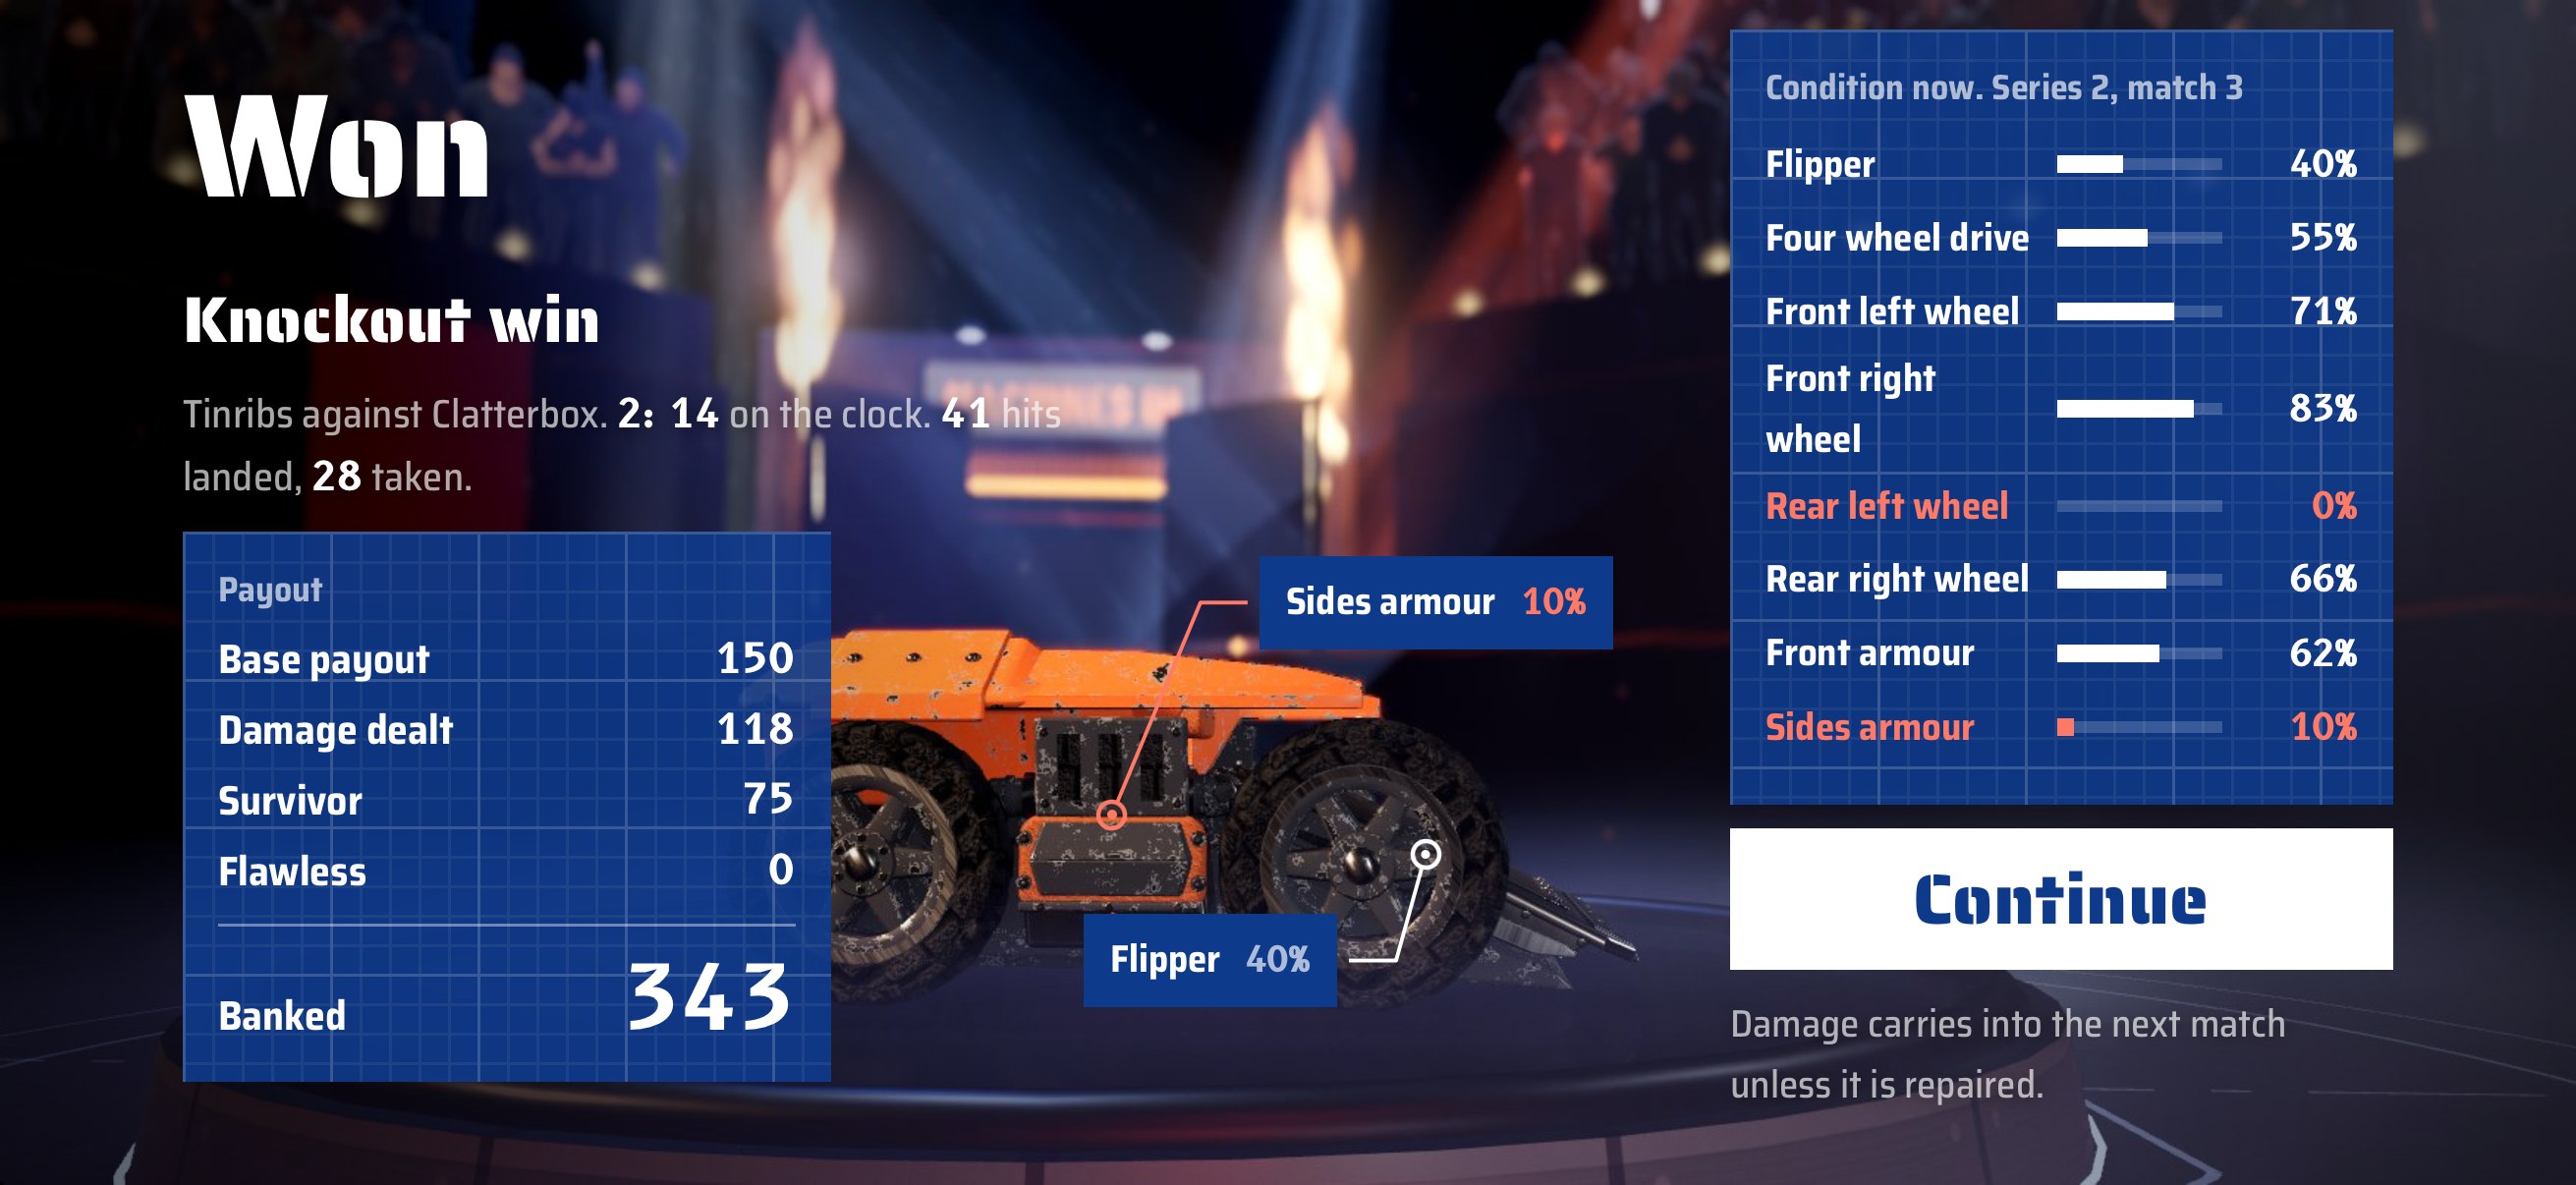 Won
Knockout win
Tinribs against Clatterbox. 2: 14 on the clock. 41 hits
landed, 28 taken.
Payout
Base payout 150
Damage dealt 118
Survivor 75
Flawless 0
Banked 343
Sides armour 10%
Flipper 40%
Condition now. Series 2, match 3
Flipper 40%
Four wheel drive 55%
Front left wheel 71%
Front right
wheel 83%
Rear left wheel 0%
Rear right wheel 66%
Front armour 62%
Sides armour 10%
Continue
Damage carries into the next match
unless it is repaired.